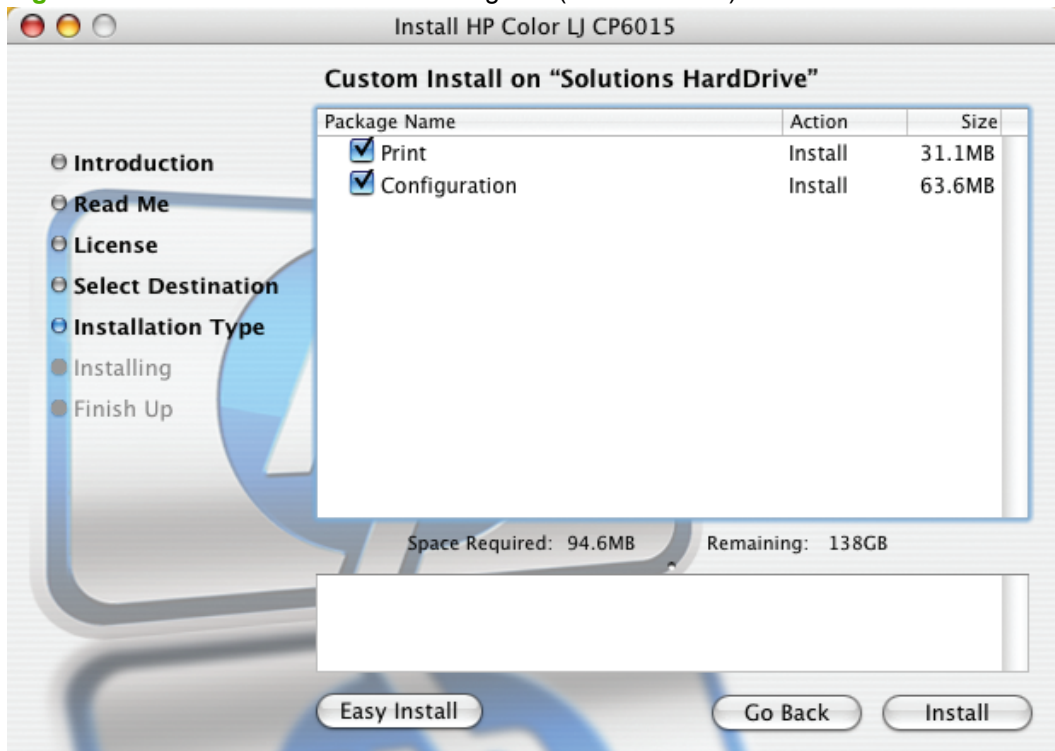 Install HP Color LJ CP6015
Custom Install on “Solutions HardDrive”
Introduction
Read Me
License
Select Destination
Installation Type
Installing
Finish Up
Package Name Action Size
Print Install 31.1MB
Configuration Install 63.6MB
Space Required: 94.6MB Remaining: 138GB
Easy Install Go Back Install